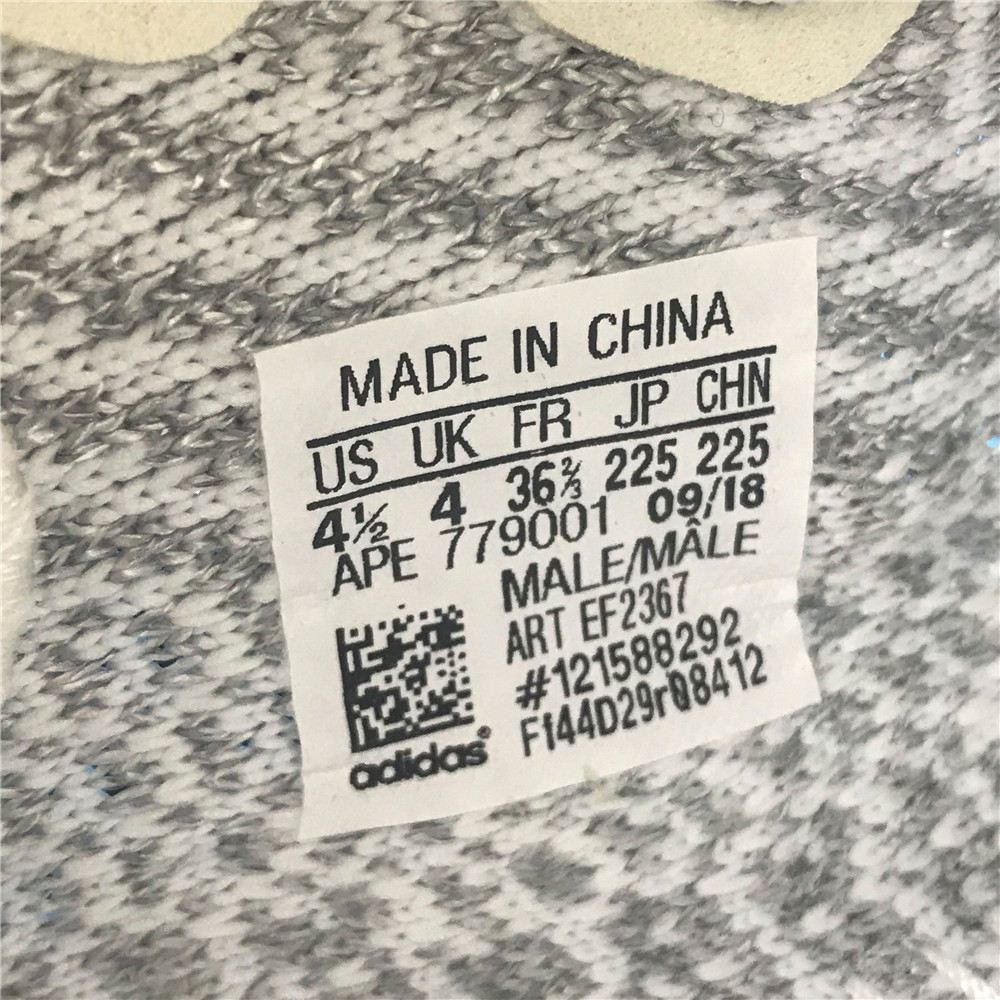 MADE IN CHINA
US UK FR JP CHN
4½ 4 36⅔ 225 225
APE 779001 09/18
MALE/MÂLE
ART EF2367
#121588292
Ff44D29rQ8412
adidas®